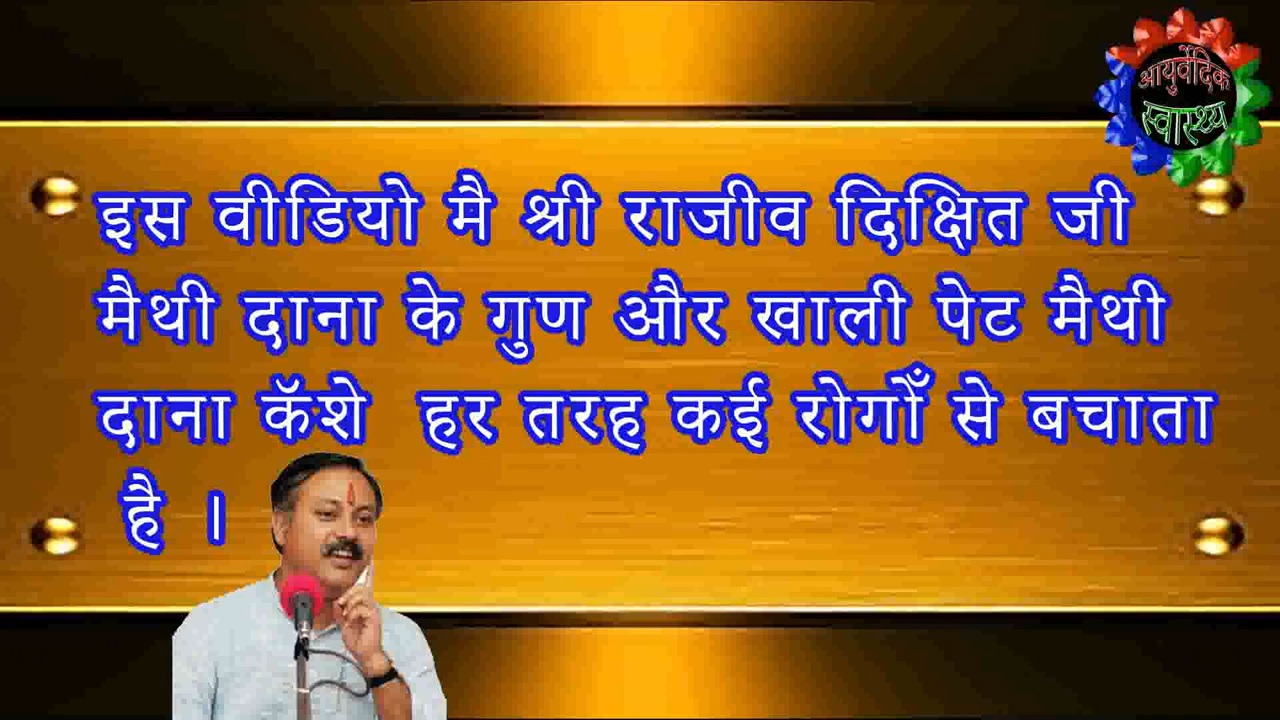 आयुर्वेदिक
स्वास्थ्य
इस वीडियो मै श्री राजीव दिक्षित जी
मैथी दाना के गुण और खाली पेट मैथी
दाना कॅशे हर तरह कई रोगोँ से बचाता
है ।